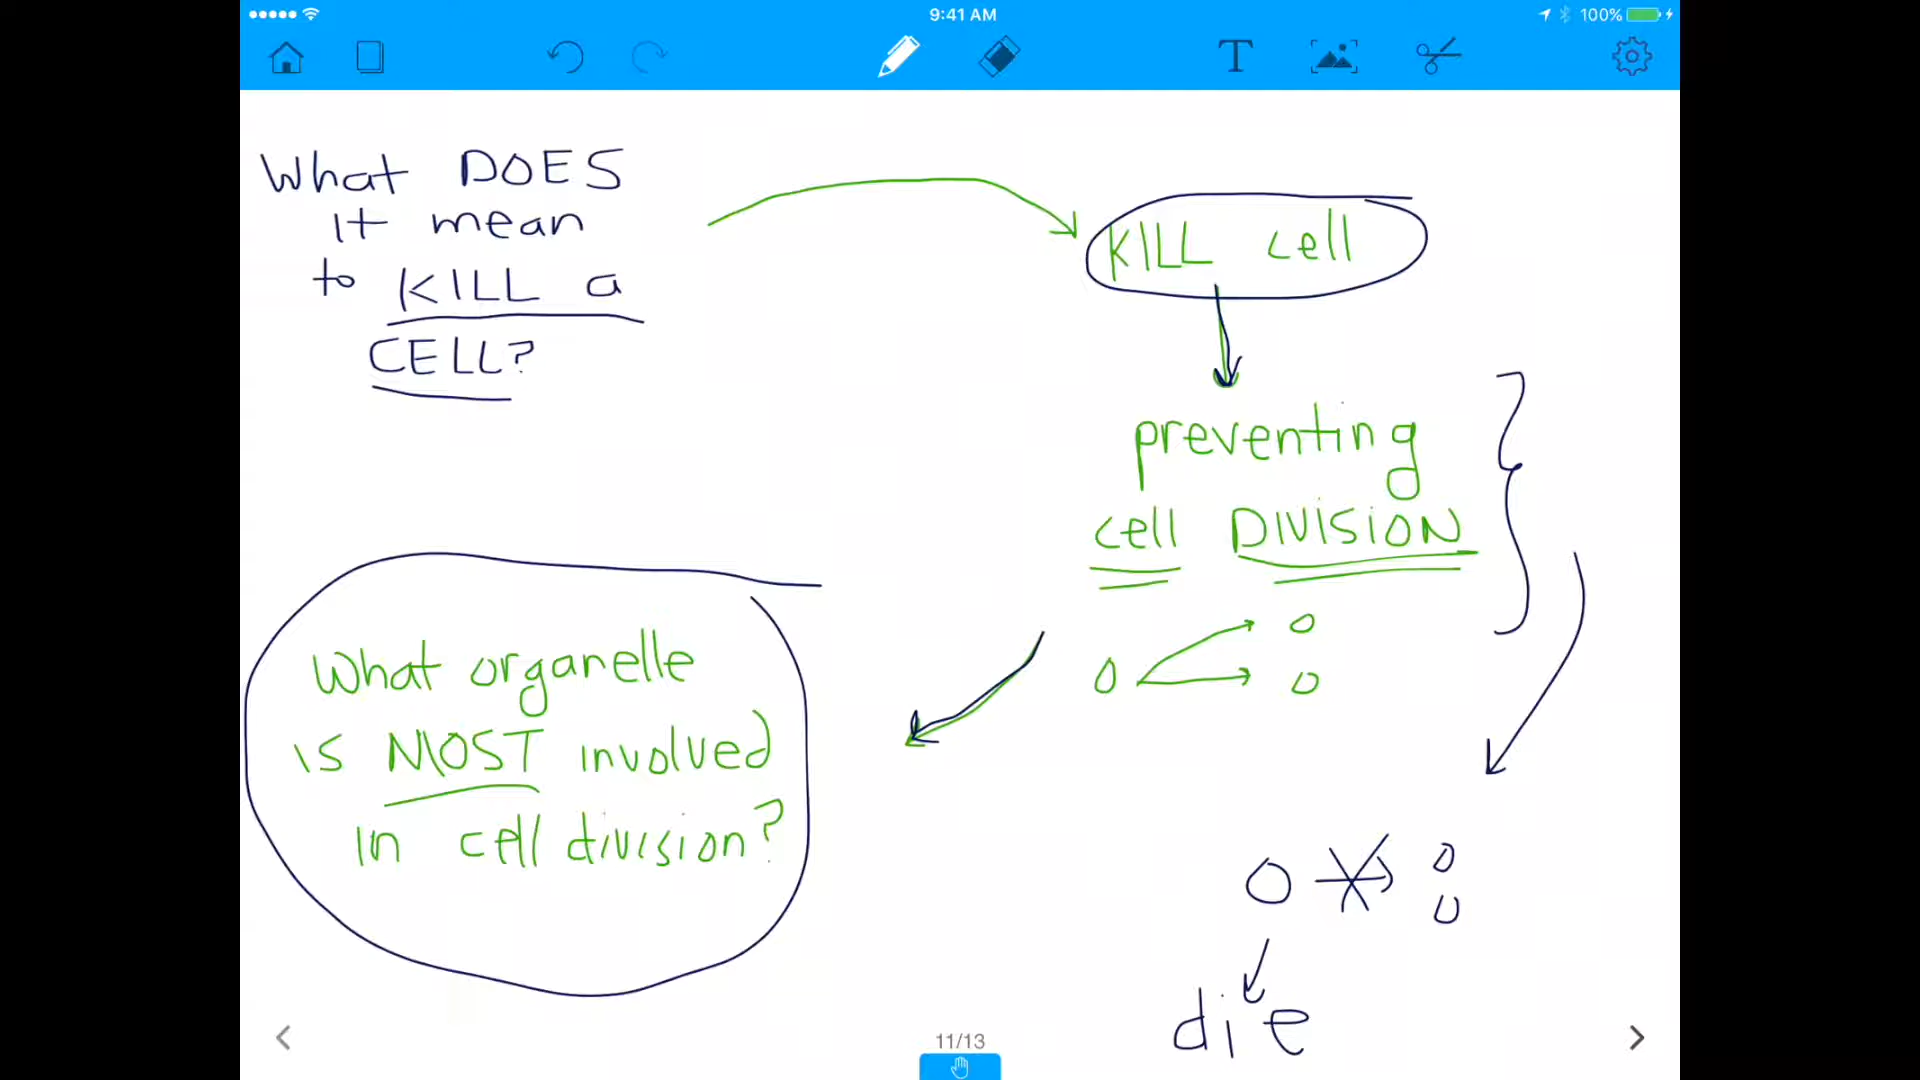 9:41 AM
100%
T
What DOES
it mean
to KILL a
CELL?
KILL cell
preventing
cell DIVISION
What organelle
is MOST involved
in cell division?
die
11/13